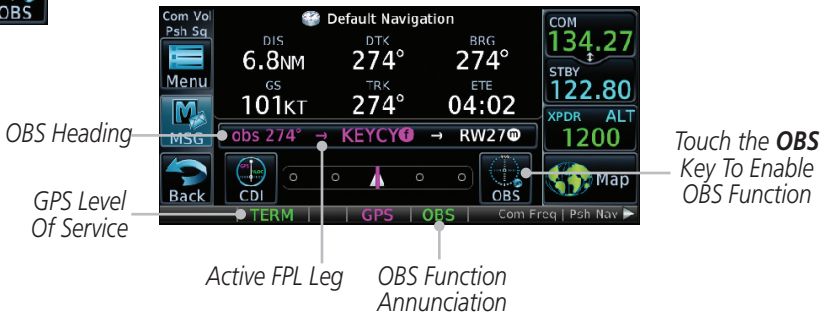 OBS
Com Vol
Psh Sq
Default Navigation
DIS
6.8NM
DTK
274°
BRG
274°
GS
101KT
TRK
274°
ETE
04:02
COM
134.27
STBY
122.80
XPDR ALT
1200
Menu
MSG
obs 274° → KEYCY f → RW27 m
Back
CDI
OBS
Map
TERM GPS OBS Com Freq | Psh Nav
OBS Heading
GPS Level
Of Service
Active FPL Leg
OBS Function
Annunciation
Touch the OBS
Key To Enable
OBS Function